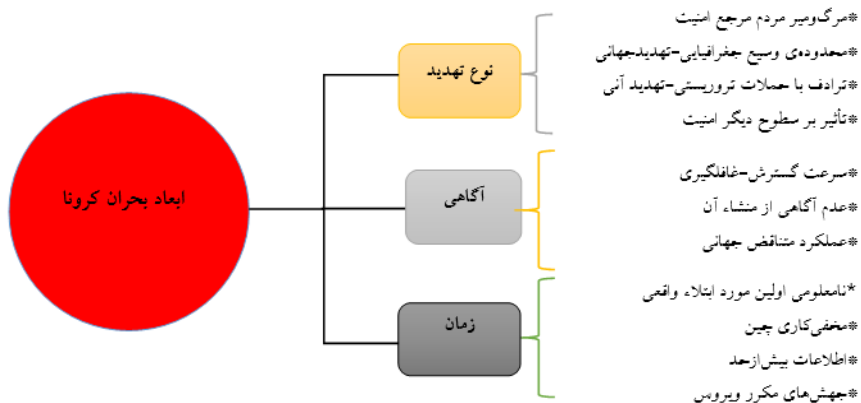 ابعاد بحران کرونا
نوع تهدید
*مرگ‌ومیر مردم مرجع امنیت
*محدوده‌ی وسیع جغرافیایی-تهدیدجهانی
*ترادف با حملات تروریستی-تهدید آنی
*تأثیر بر سطوح دیگر امنیت
آگاهی
*سرعت گسترش-غافلگیری
*عدم آگاهی از منشاء آن
*عملکرد متناقض جهانی
زمان
*نامعلومی اولین مورد ابتلاء واقعی
*مخفی‌کاری چین
*اطلاعات بیش‌ازحد
*جهش‌های مکرر ویروس